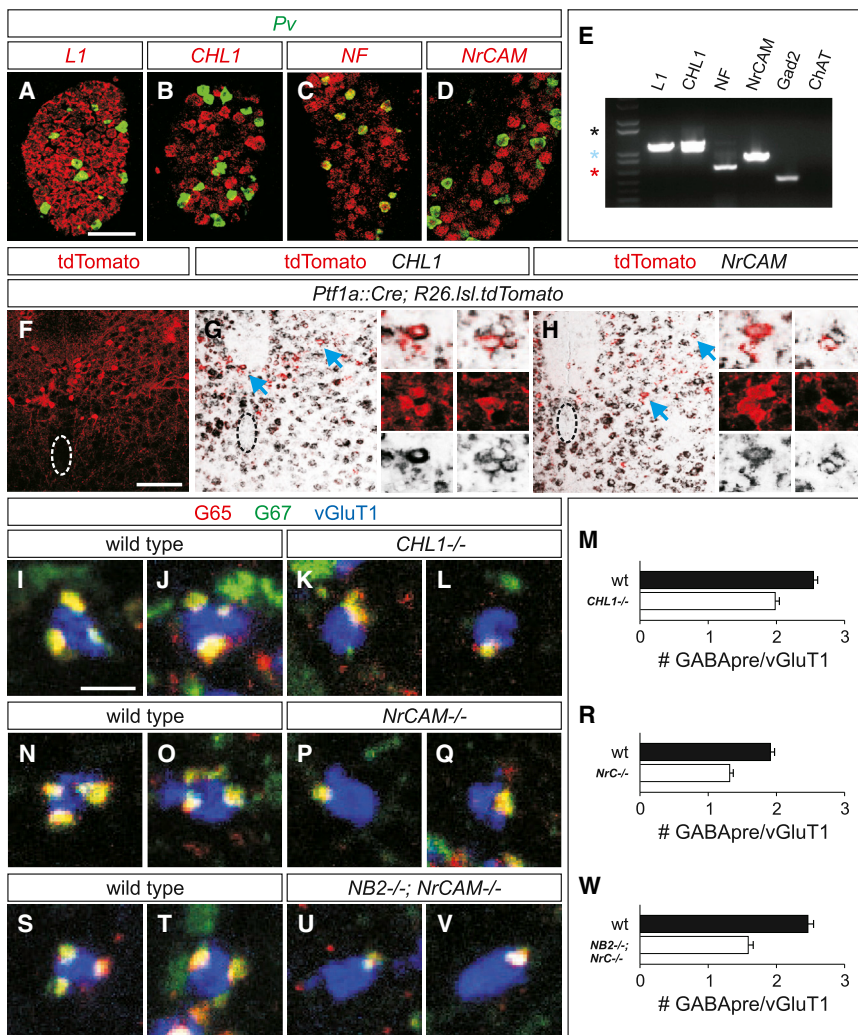 Pv
L1 CHL1 NF NrCAM
A B C D
E
L1 CHL1 NF NrCAM Gad2 ChAT
*
*
*
tdTomato tdTomato CHL1 tdTomato NrCAM
Ptf1a::Cre; R26.lsl.tdTomato
F G H
G65 G67 vGluT1
wild type CHL1-/-
I J K L
M
wt
CHL1-/-
0 1 2 3
# GABApre/vGluT1
wild type NrCAM-/-
N O P Q
R
wt
NrC-/-
0 1 2 3
# GABApre/vGluT1
wild type NB2-/-; NrCAM-/-
S T U V
W
wt
NB2-/-;
NrC-/-
0 1 2 3
# GABApre/vGluT1